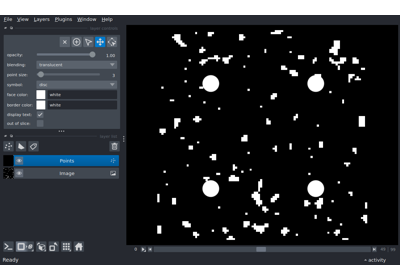 File View Layers Plugins Window Help
opacity: 1.00
blending: translucent
point size:
symbol: disc
face color: white
border color: white
display text:
out of slice:
Points
Image
Ready
activity